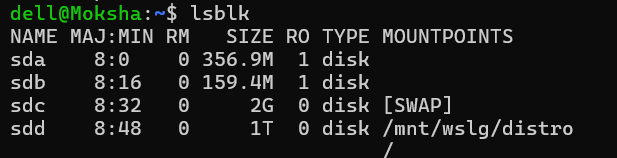 dell@Moksha:~$ lsblk
NAME MAJ:MIN RM   SIZE RO TYPE MOUNTPOINTS
sda    8:0    0 356.9M  1 disk
sdb    8:16   0 159.4M  1 disk
sdc    8:32   0     2G  0 disk [SWAP]
sdd    8:48   0     1T  0 disk /mnt/wslg/distro
                               /